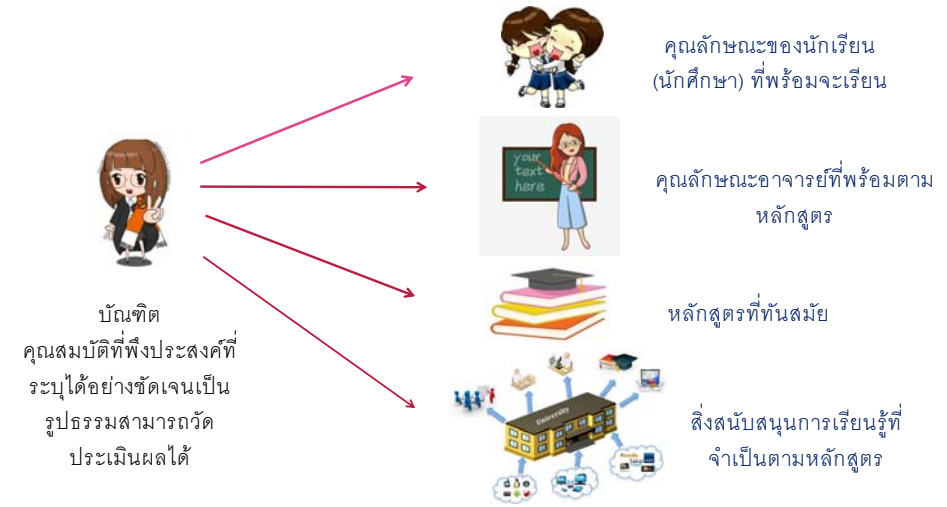 คุณลักษณะของนักเรียน
(นักศึกษา) ที่พร้อมจะเรียน
your
text
here
คุณลักษณะอาจารย์ที่พร้อมตาม
หลักสูตร
หลักสูตรที่ทันสมัย
บัณฑิต
คุณสมบัติที่พึงประสงค์ที่
ระบุได้อย่างชัดเจนเป็น
รูปธรรมสามารถวัด
ประเมินผลได้
University
สิ่งสนับสนุนการเรียนรู้ที่
จำเป็นตามหลักสูตร